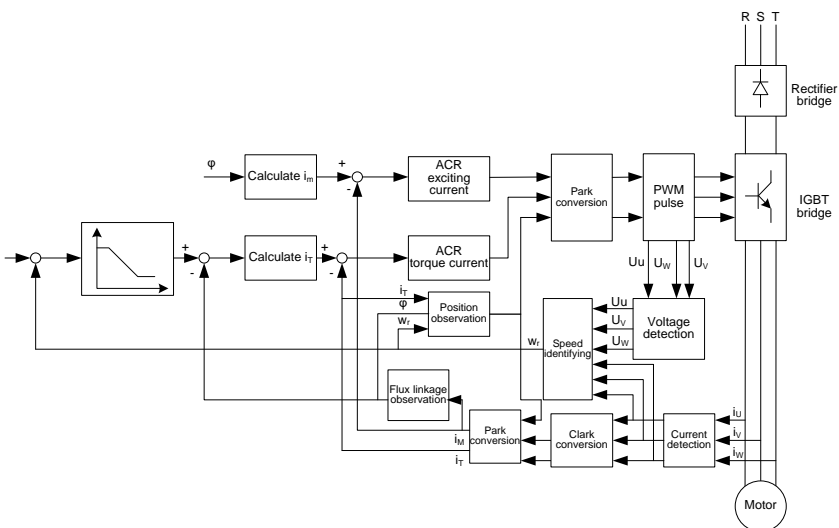 R S T
Rectifier
bridge
φ
Calculate im
+
-
ACR
exciting
current
Park
conversion
PWM
pulse
IGBT
bridge
+
-
Calculate iT
+
-
ACR
torque current
Uu UW UV
iT
φ
wr
Position
observation
Uu
UV
UW
Voltage
detection
wr
Speed
identifying
Flux linkage
observation
iM
iT
Park
conversion
Clark
conversion
Current
detection
iU
iV
iW
Motor